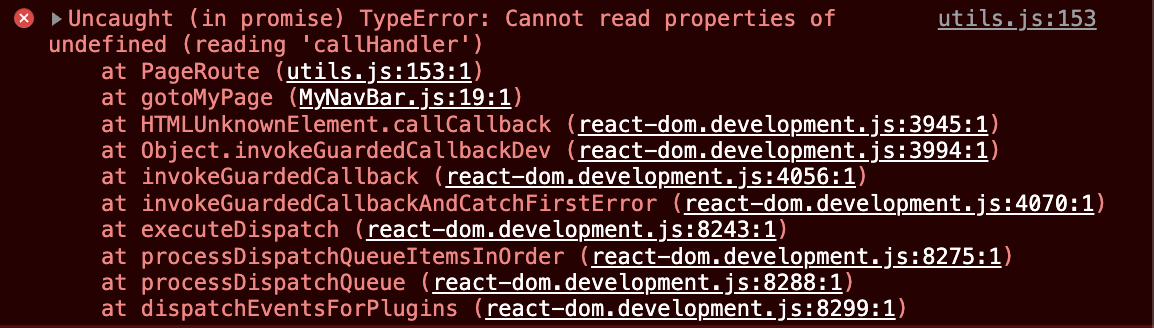 Uncaught (in promise) TypeError: Cannot read properties of utils.js:153
undefined (reading 'callHandler')
at PageRoute (utils.js:153:1)
at gotoMyPage (MyNavBar.js:19:1)
at HTMLUnknownElement.callCallback (react-dom.development.js:3945:1)
at Object.invokeGuardedCallbackDev (react-dom.development.js:3994:1)
at invokeGuardedCallback (react-dom.development.js:4056:1)
at invokeGuardedCallbackAndCatchFirstError (react-dom.development.js:4070:1)
at executeDispatch (react-dom.development.js:8243:1)
at processDispatchQueueItemsInOrder (react-dom.development.js:8275:1)
at processDispatchQueue (react-dom.development.js:8288:1)
at dispatchEventsForPlugins (react-dom.development.js:8299:1)